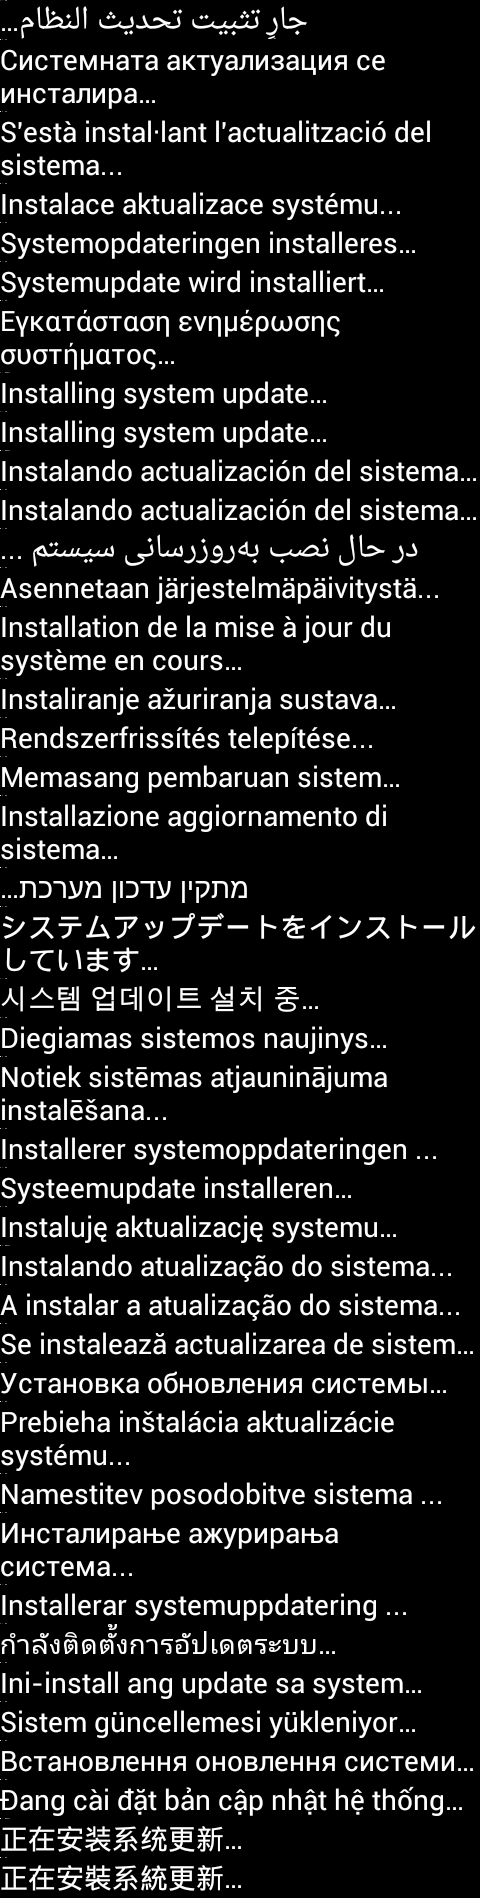 جارٍ تثبيت تحديث النظام...
Системната актуализация се
инсталира...
S'està instal·lant l'actualització del
sistema...
Instalace aktualizace systému...
Systemopdateringen installeres...
Systemupdate wird installiert...
Εγκατάσταση ενημέρωσης
συστήματος...
Installing system update...
Installing system update...
Instalando actualización del sistema...
Instalando actualización del sistema...
در حال نصب به‌روزرسانی سیستم ...
Asennetaan järjestelmäpäivitystä...
Installation de la mise à jour du
système en cours...
Instaliranje ažuriranja sustava...
Rendszerfrissítés telepítése...
Memasang pembaruan sistem...
Installazione aggiornamento di
sistema...
מתקין עדכון מערכת...
システムアップデートをインストール
しています...
시스템 업데이트 설치 중...
Diegiamas sistemos naujinys...
Notiek sistēmas atjauninājuma
instalēšana...
Installerer systemoppdateringen ...
Systeemupdate installeren...
Instaluję aktualizację systemu...
Instalando atualização do sistema...
A instalar a atualização do sistema...
Se instalează actualizarea de sistem...
Установка обновления системы...
Prebieha inštalácia aktualizácie
systému...
Namestitev posodobitve sistema ...
Инсталирање ажурирања
система...
Installerar systemuppdatering ...
กำลังติดตั้งการอัปเดตระบบ...
Ini-install ang update sa system...
Sistem güncellemesi yükleniyor...
Встановлення оновлення системи...
Đang cài đặt bản cập nhật hệ thống...
正在安装系统更新...
正在安裝系統更新...